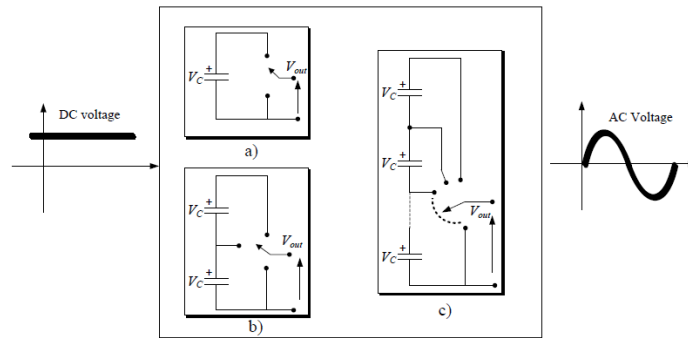 DC voltage
+
V_C
V_out
a)
+
V_C
+
V_C
V_out
b)
+
V_C
+
V_C
+
V_C
V_out
c)
AC Voltage